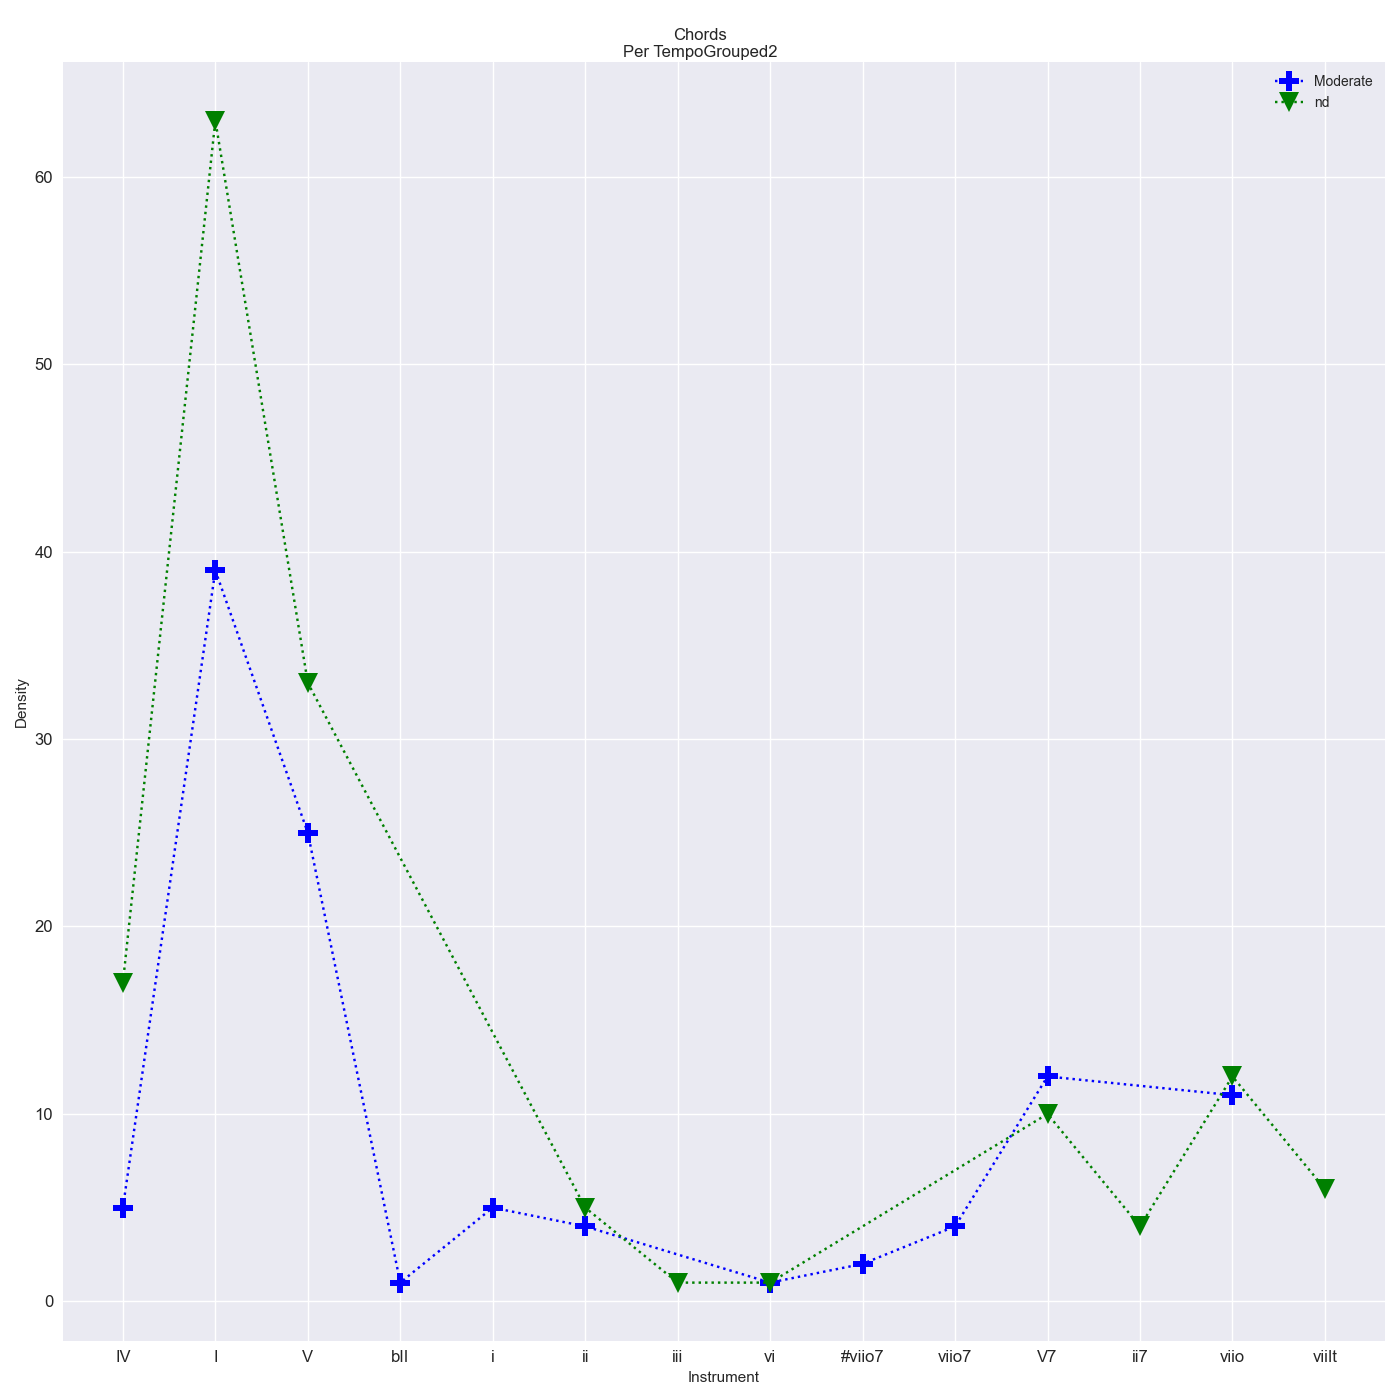 Chords
Per TempoGrouped2
Moderate
nd
60
50
40
30
20
10
0
Density
IV I V bII i ii iii vi #viio7 viio7 V7 ii7 viio viiIt
Instrument